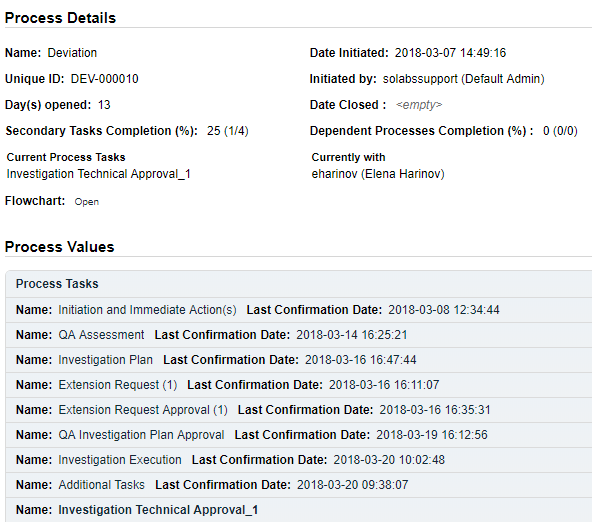 Process Details
Name: Deviation Date Initiated: 2018-03-07 14:49:16
Unique ID: DEV-000010 Initiated by: solabssupport (Default Admin)
Day(s) opened: 13 Date Closed : <empty>
Secondary Tasks Completion (%): 25 (1/4) Dependent Processes Completion (%) : 0 (0/0)
Current Process Tasks Currently with
Investigation Technical Approval_1 eharinov (Elena Harinov)
Flowchart: Open
Process Values
Process Tasks
Name: Initiation and Immediate Action(s) Last Confirmation Date: 2018-03-08 12:34:44
Name: QA Assessment Last Confirmation Date: 2018-03-14 16:25:21
Name: Investigation Plan Last Confirmation Date: 2018-03-16 16:47:44
Name: Extension Request (1) Last Confirmation Date: 2018-03-16 16:11:07
Name: Extension Request Approval (1) Last Confirmation Date: 2018-03-16 16:35:31
Name: QA Investigation Plan Approval Last Confirmation Date: 2018-03-19 16:12:56
Name: Investigation Execution Last Confirmation Date: 2018-03-20 10:02:48
Name: Additional Tasks Last Confirmation Date: 2018-03-20 09:38:07
Name: Investigation Technical Approval_1